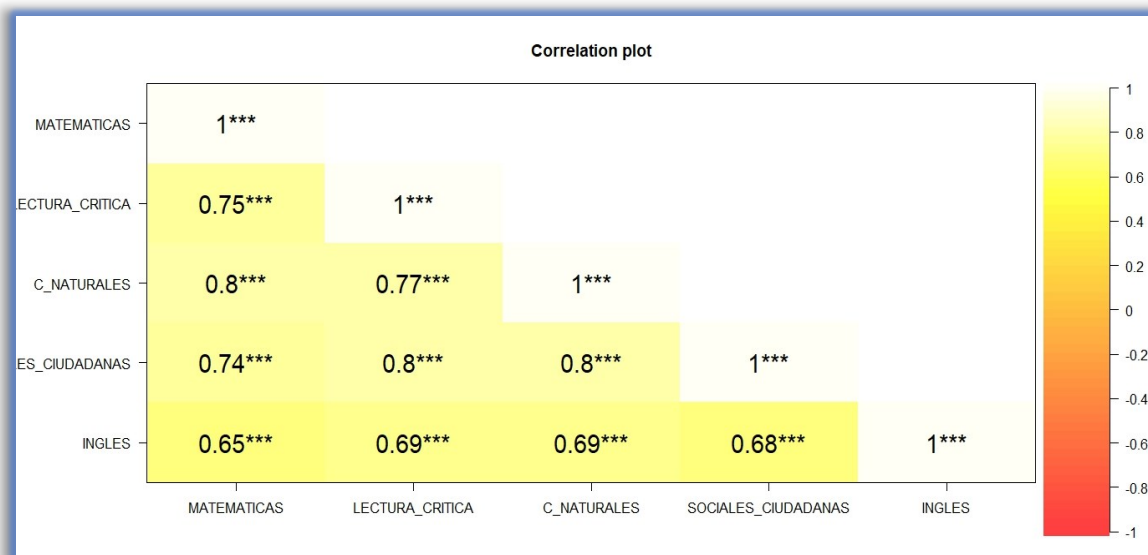 Correlation plot
MATEMATICAS 1***
LECTURA_CRITICA 0.75*** 1***
C_NATURALES 0.8*** 0.77*** 1***
ES_CIUDADANAS 0.74*** 0.8*** 0.8*** 1***
INGLES 0.65*** 0.69*** 0.69*** 0.68*** 1***
MATEMATICAS LECTURA_CRITICA C_NATURALES SOCIALES_CIUDADANAS INGLES
1
0.8
0.6
0.4
0.2
0
-0.2
-0.4
-0.6
-0.8
-1